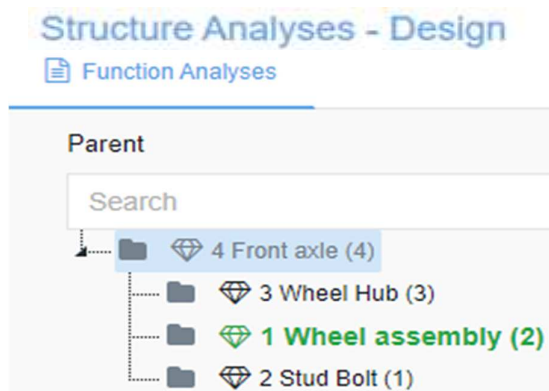 Structure Analyses - Design
Function Analyses
Parent
Search
4 Front axle (4)
3 Wheel Hub (3)
1 Wheel assembly (2)
2 Stud Bolt (1)